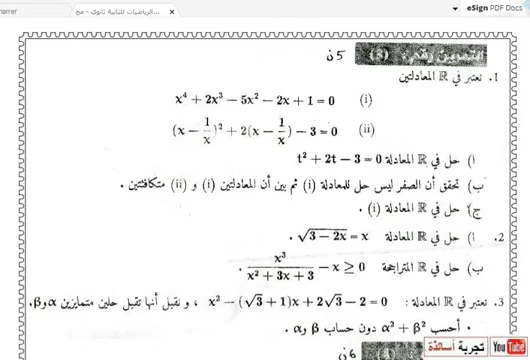 harrer
الرياضيات للثانية ثانوي - مح...
eSign PDF Docs
التمرين رقم: (5) 5ن
1. نعتبر في ℝ المعادلتين
x⁴ + 2x³ − 5x² − 2x + 1 = 0 (i)
(x − 1/x)² + 2(x − 1/x) − 3 = 0 (ii)
ا) حل في ℝ المعادلة t² + 2t − 3 = 0
ب) تحقق أن الصفر ليس حل للمعادلة (i) ثم بين أن المعادلتين (i) و (ii) متكافئتين .
ج) حل في ℝ المعادلة (i) .
2. ا) حل في ℝ المعادلة √(3 − 2x) = x .
ب) حل في ℝ المتراجحة x³/(x² + 3x + 3) − x ≥ 0 .
3. نعتبر في ℝ المعادلة : x² − (√3 + 1)x + 2√3 − 2 = 0 ، و نقبل أنها تقبل حلين متمايزين α و β.
• أحسب α² + β² دون حساب β و α .
6ن
تجربة أساتذة YouTube